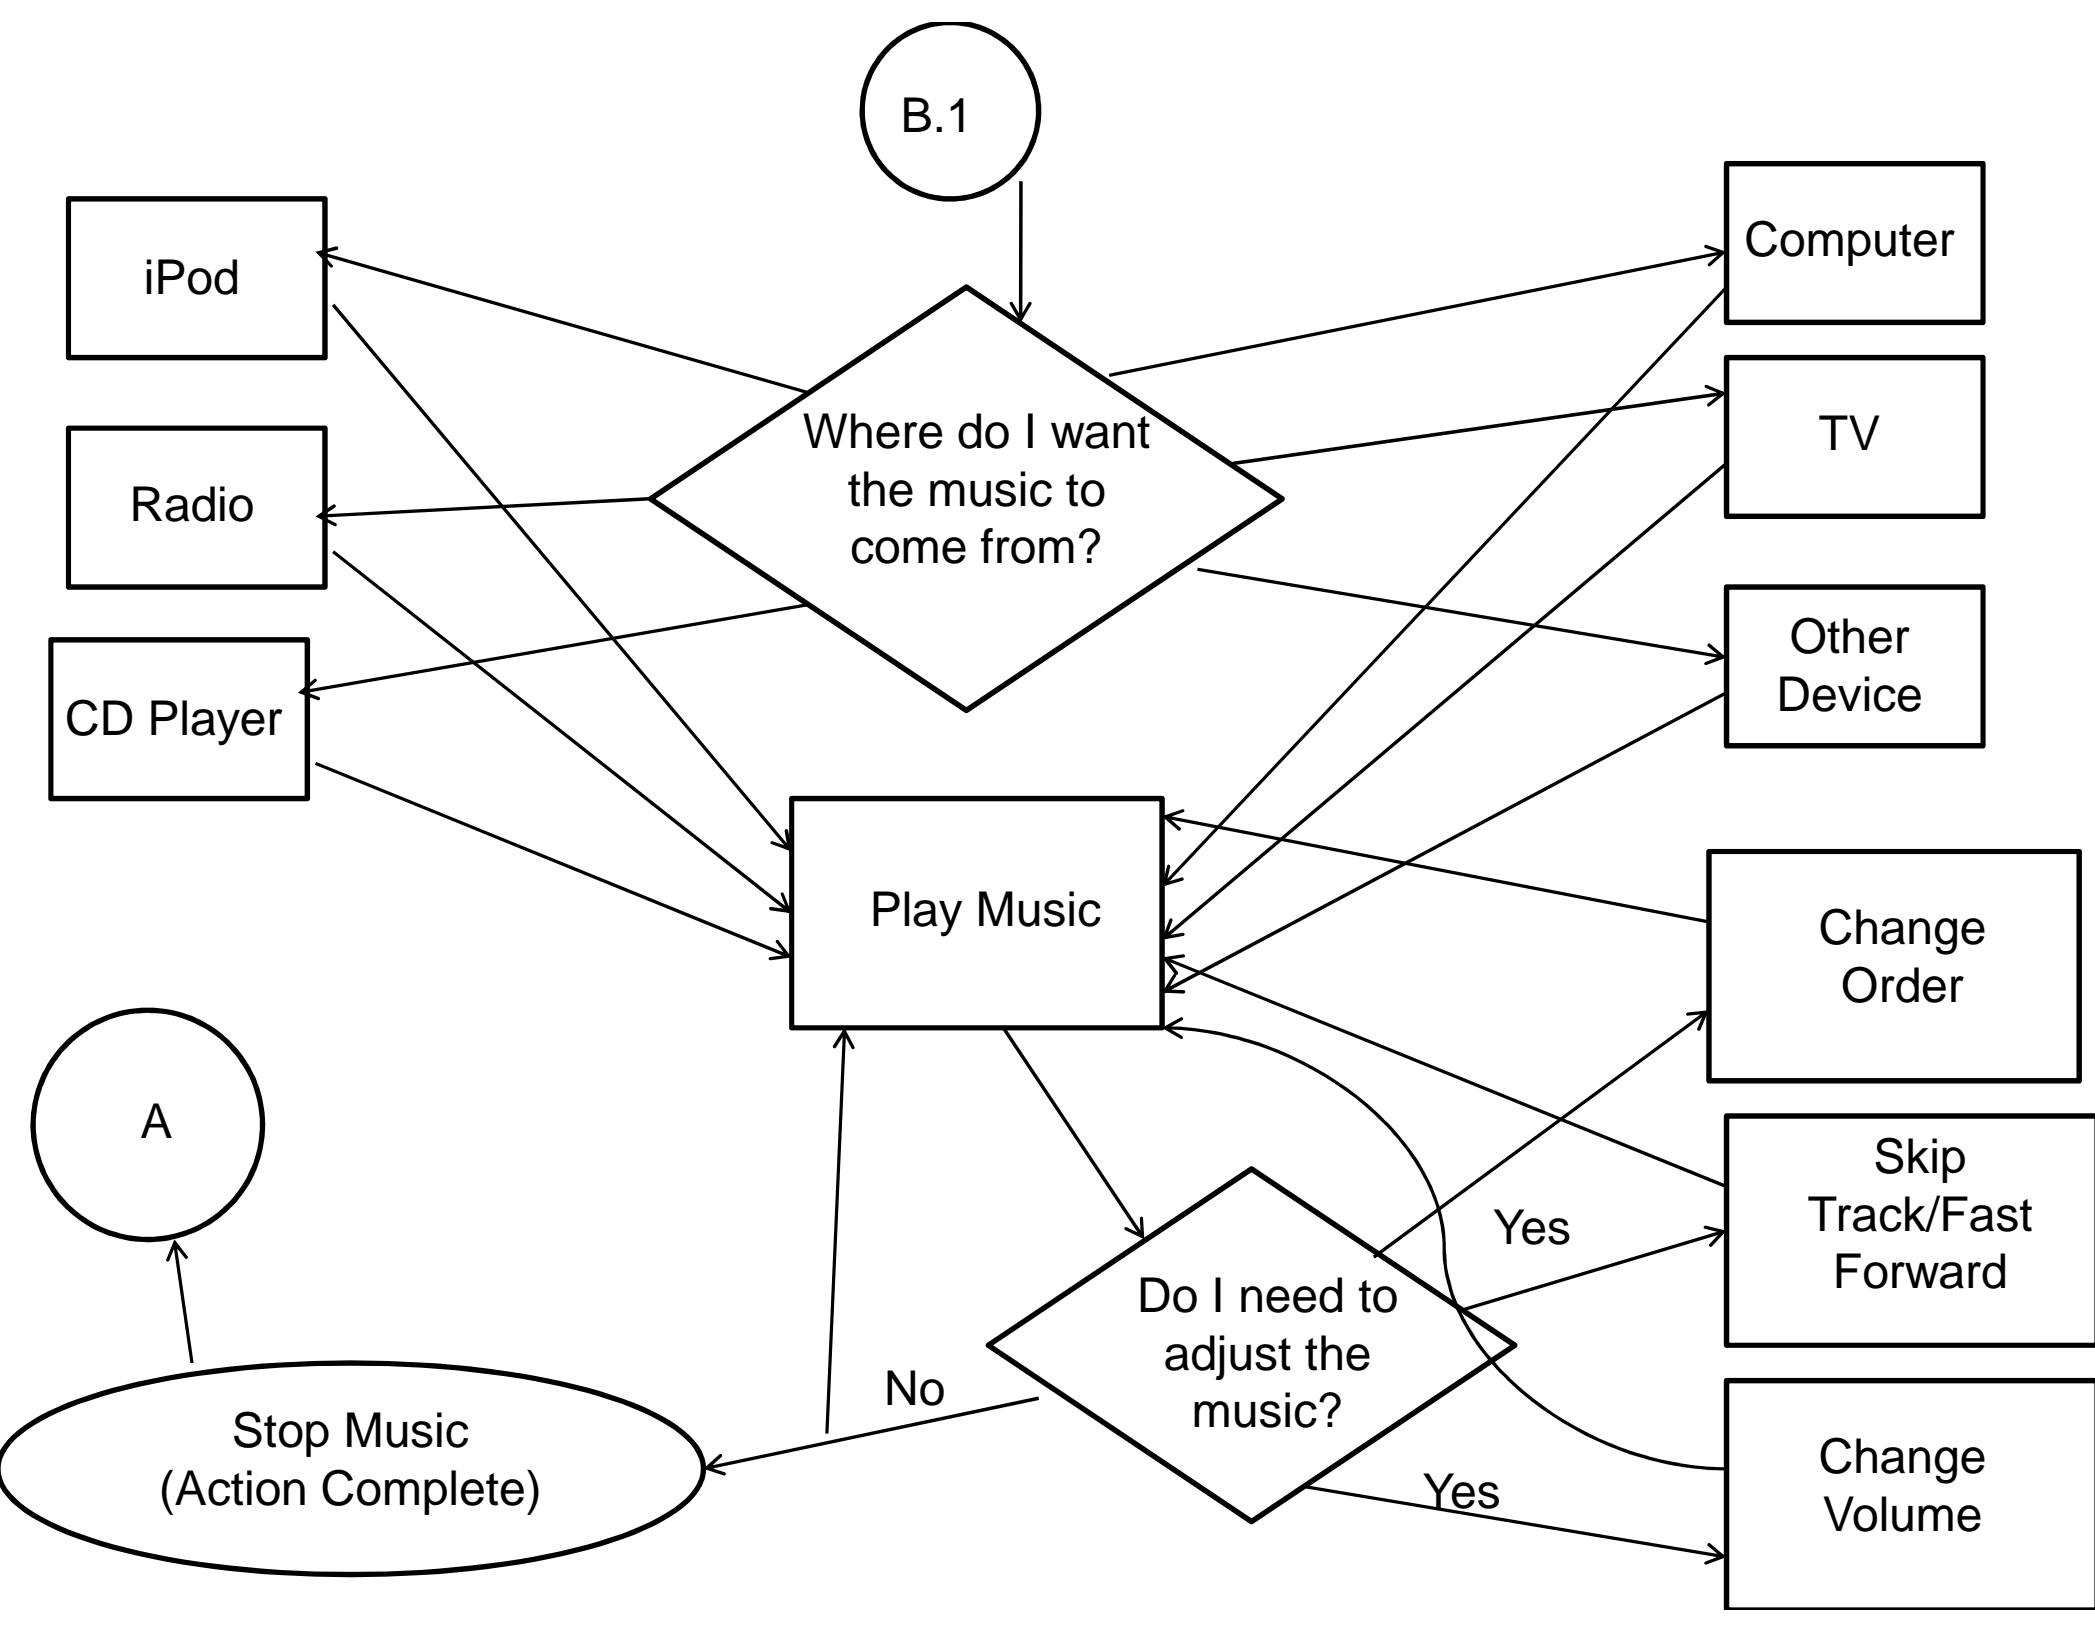 B.1
iPod
Computer
Where do I want
the music to
come from?
TV
Radio
Other
Device
CD Player
Play Music
Change
Order
A
Skip
Track/Fast
Forward
Yes
Do I need to
adjust the
music?
No
Stop Music
(Action Complete)
Yes
Change
Volume